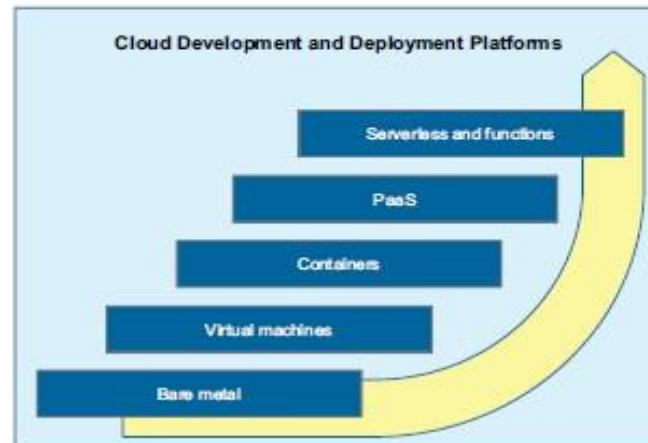 Cloud Development and Deployment Platforms
Serverless and functions
PaaS
Containers
Virtual machines
Bare metal